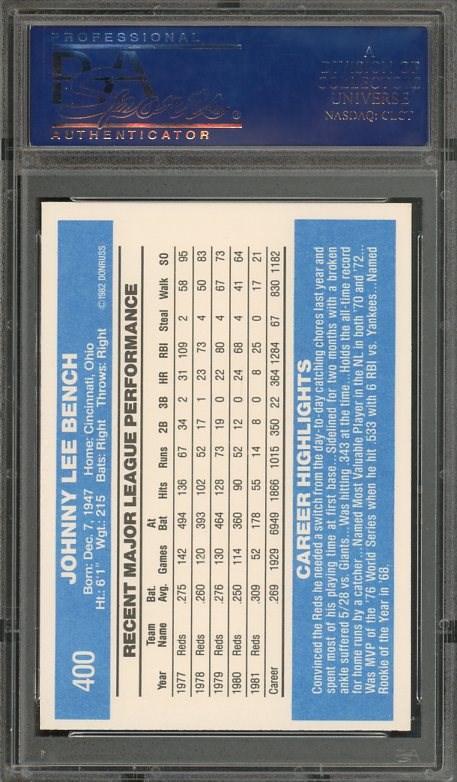 PROFESSIONAL
PSA
Sports®
AUTHENTICATOR
A
DIVISION OF
COLLECTORS
UNIVERSE
NASDAQ: CLCT
400
JOHNNY LEE BENCH
Born: Dec. 7, 1947 Home: Cincinnati, Ohio
Ht.: 6'1" Wgt.: 215 Bats: Right Throws: Right
©1982 DONRUSS
RECENT MAJOR LEAGUE PERFORMANCE
Year Team Name Bat. Avg. Games At Bat Hits Runs 2B 3B HR RBI Steal Walk SO
1977 Reds .275 142 494 136 67 34 2 31 109 2 58 95
1978 Reds .260 120 393 102 52 17 1 23 73 4 50 83
1979 Reds .276 130 464 128 73 19 0 22 80 4 67 73
1980 Reds .250 114 360 90 52 12 0 24 68 4 41 64
1981 Reds .309 52 178 55 14 8 0 8 25 0 17 21
Career .269 1929 6949 1866 1015 350 22 364 1284 67 830 1182
CAREER HIGHLIGHTS
Convinced the Reds he needed a switch from the day-to-day catching chores last year and
spent most of his playing time at first base...Sidelined for two months with a broken
ankle suffered 5/28 vs. Giants...Was hitting .343 at the time...Holds the all-time record
for home runs by a catcher...Named Most Valuable Player in the NL in both '70 and '72...
Was MVP of the '76 World Series when he hit .533 with 6 RBI vs. Yankees...Named
Rookie of the Year in '68.